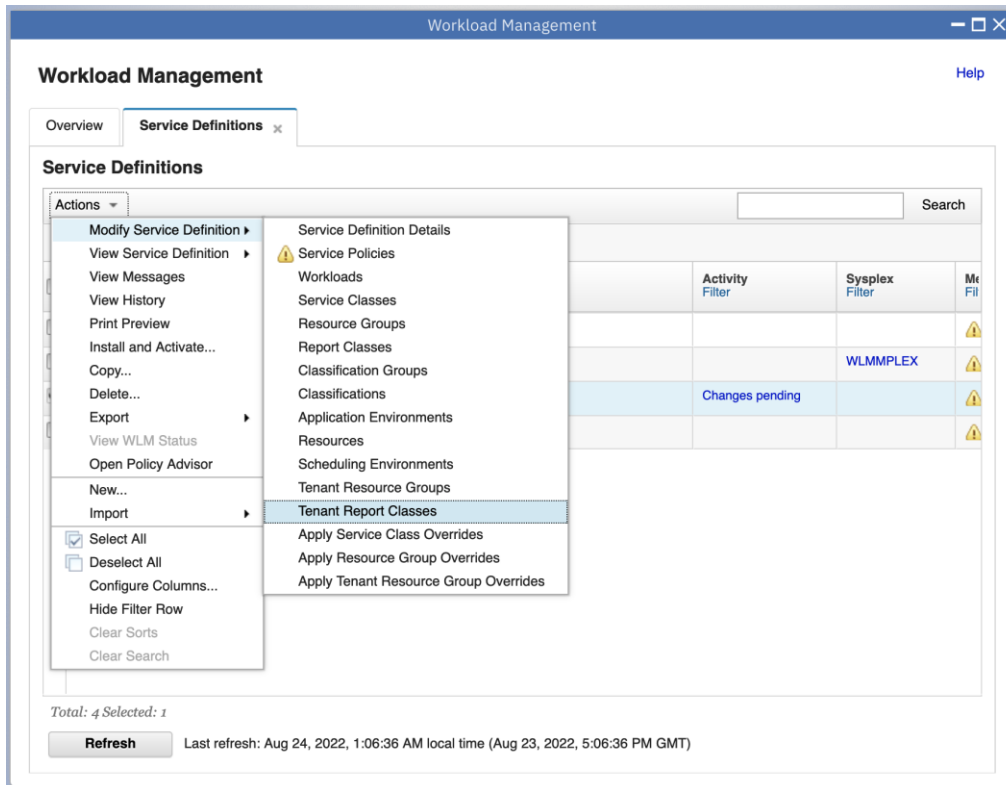 Workload Management
Workload Management
Help
Overview
Service Definitions
Service Definitions
Actions
Search
Modify Service Definition
View Service Definition
View Messages
View History
Print Preview
Install and Activate...
Copy...
Delete...
Export
View WLM Status
Open Policy Advisor
New...
Import
Select All
Deselect All
Configure Columns...
Hide Filter Row
Clear Sorts
Clear Search
Service Definition Details
Service Policies
Workloads
Service Classes
Resource Groups
Report Classes
Classification Groups
Classifications
Application Environments
Resources
Scheduling Environments
Tenant Resource Groups
Tenant Report Classes
Apply Service Class Overrides
Apply Resource Group Overrides
Apply Tenant Resource Group Overrides
Activity
Filter
Sysplex
Filter
WLMMPLEX
Changes pending
Total: 4 Selected: 1
Refresh
Last refresh: Aug 24, 2022, 1:06:36 AM local time (Aug 23, 2022, 5:06:36 PM GMT)